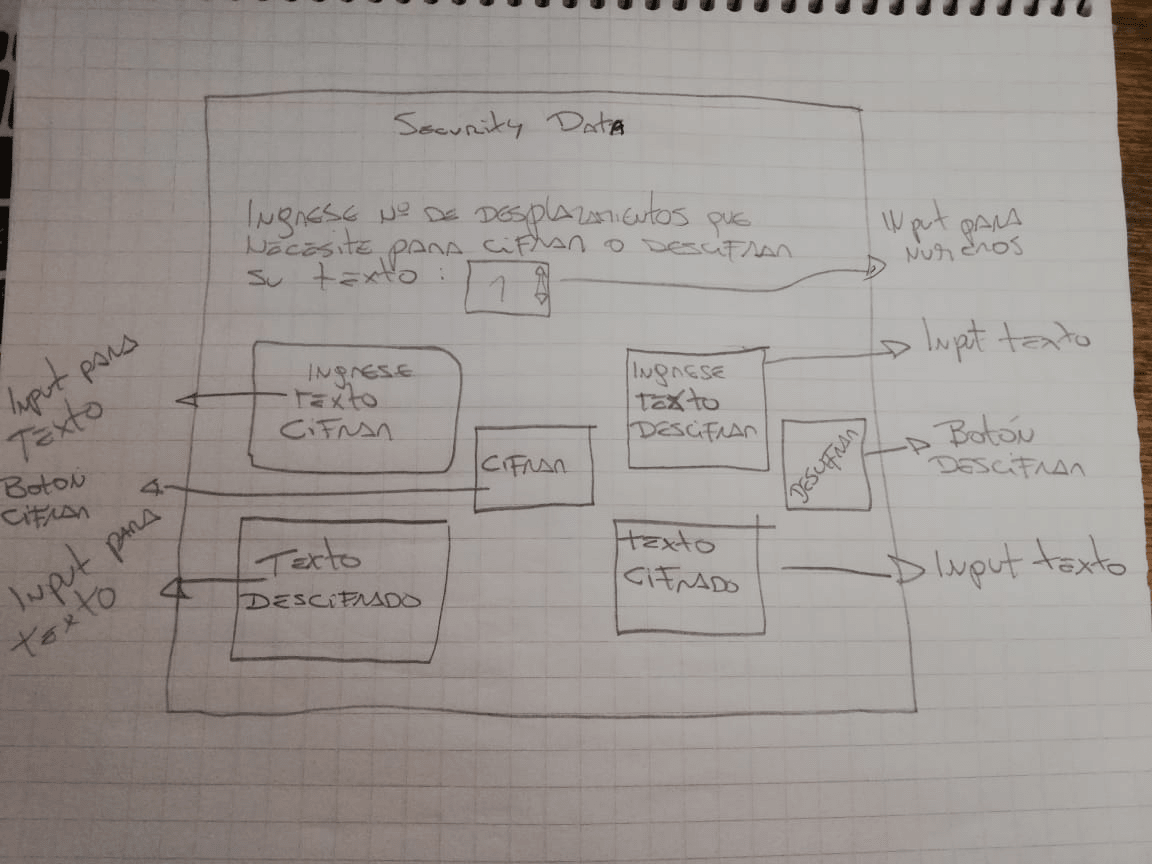 Security Data
INGRESE Nº DE DESPLAZAMIENTOS QUE
NECESITE PARA CIFRAR O DESCIFRAR
SU TEXTO :
1
INPUT PARA
NUMEROS
INPUT PARA
TEXTO
INGRESE
TEXTO
CIFRAR
INGRESE
TEXTO
DESCIFRAR
INPUT TEXTO
BOTON
CIFRAR
CIFRAR
DESCIFRAR
BOTÓN
DESCIFRAR
INPUT PARA
TEXTO
TEXTO
DESCIFRADO
TEXTO
CIFRADO
INPUT TEXTO